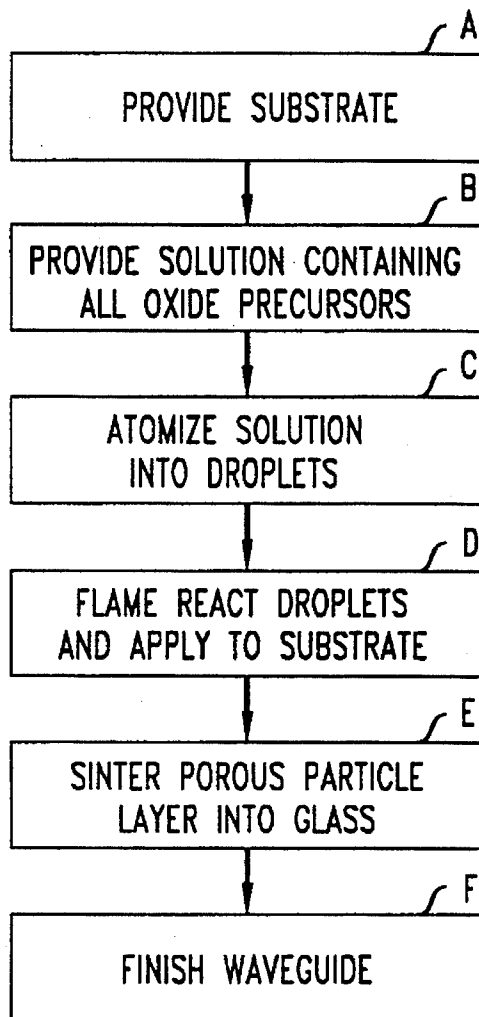 A
PROVIDE SUBSTRATE
B
PROVIDE SOLUTION CONTAINING
ALL OXIDE PRECURSORS
C
ATOMIZE SOLUTION
INTO DROPLETS
D
FLAME REACT DROPLETS
AND APPLY TO SUBSTRATE
E
SINTER POROUS PARTICLE
LAYER INTO GLASS
F
FINISH WAVEGUIDE